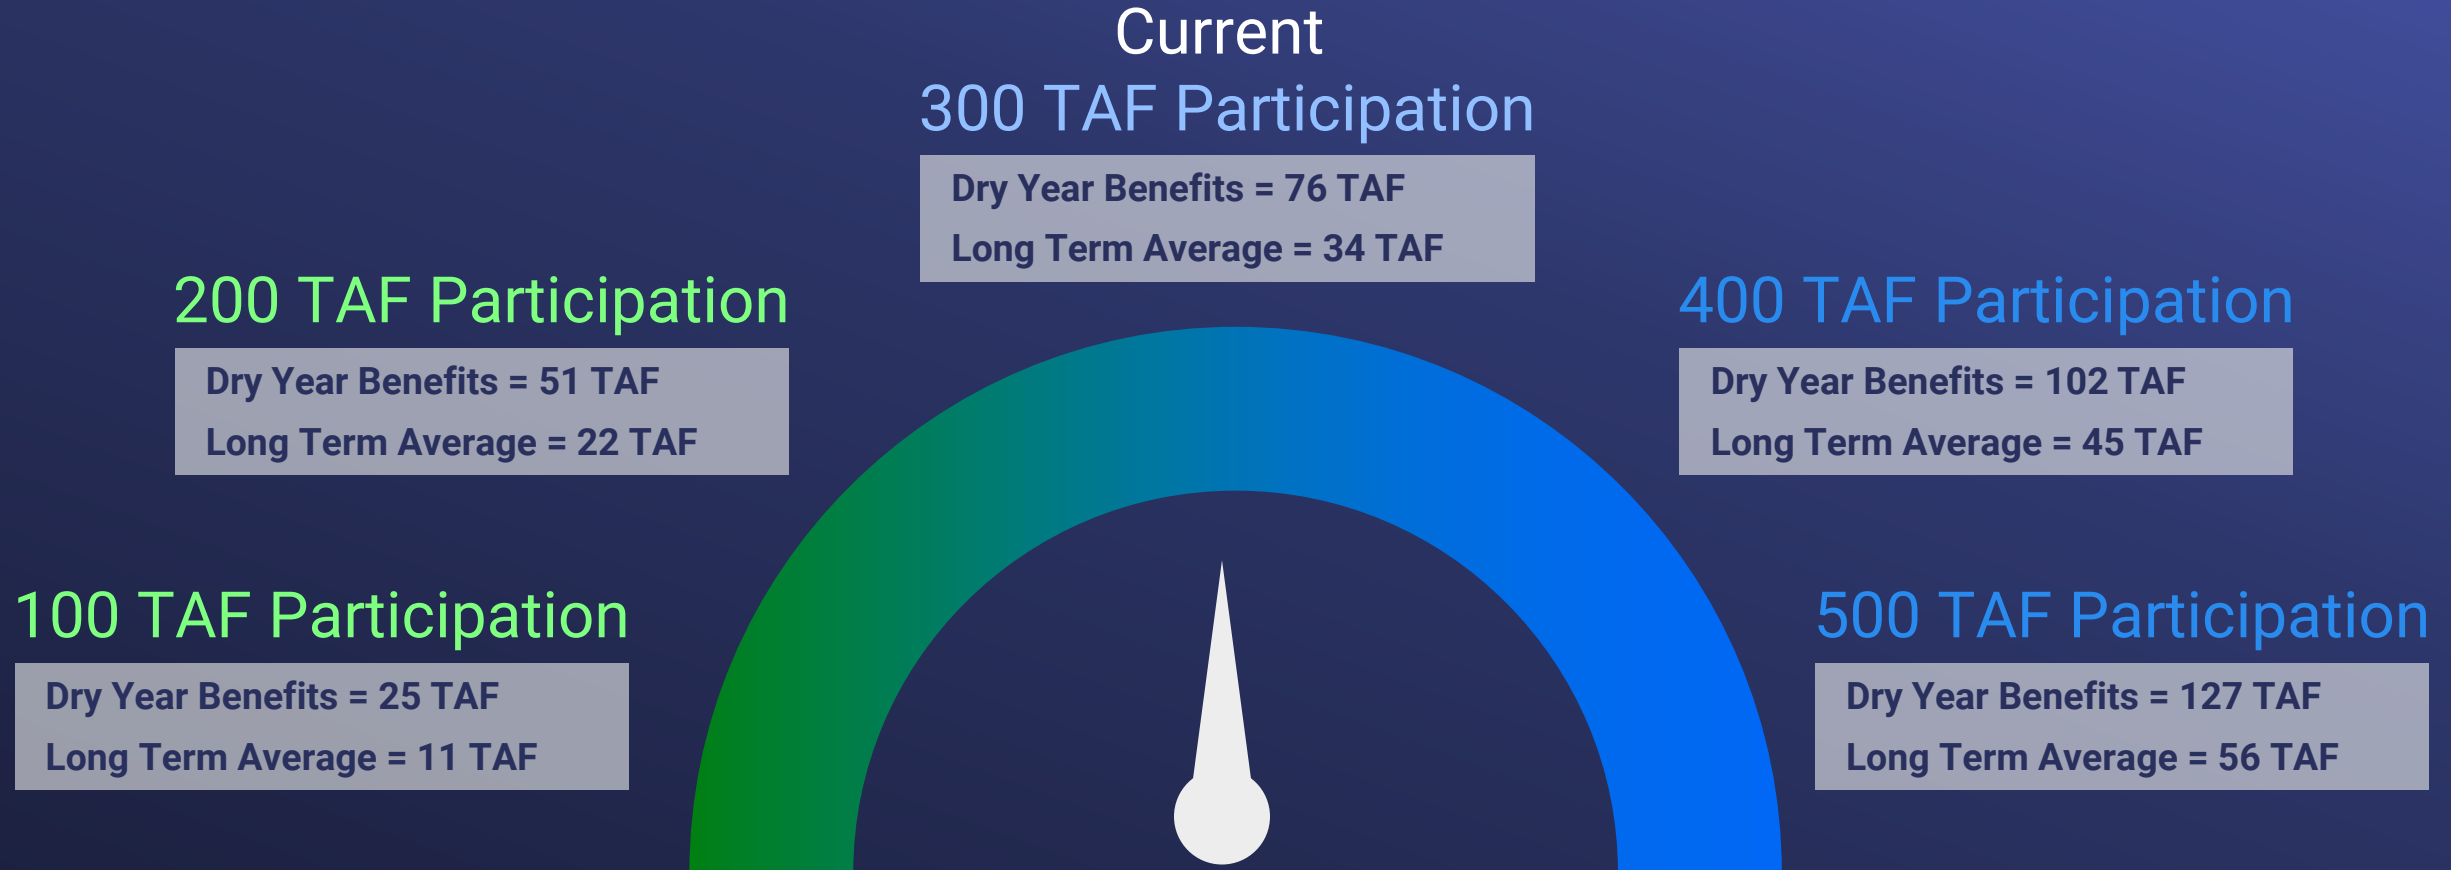 Current
300 TAF Participation
Dry Year Benefits = 76 TAF
Long Term Average = 34 TAF
200 TAF Participation
Dry Year Benefits = 51 TAF
Long Term Average = 22 TAF
400 TAF Participation
Dry Year Benefits = 102 TAF
Long Term Average = 45 TAF
100 TAF Participation
Dry Year Benefits = 25 TAF
Long Term Average = 11 TAF
500 TAF Participation
Dry Year Benefits = 127 TAF
Long Term Average = 56 TAF